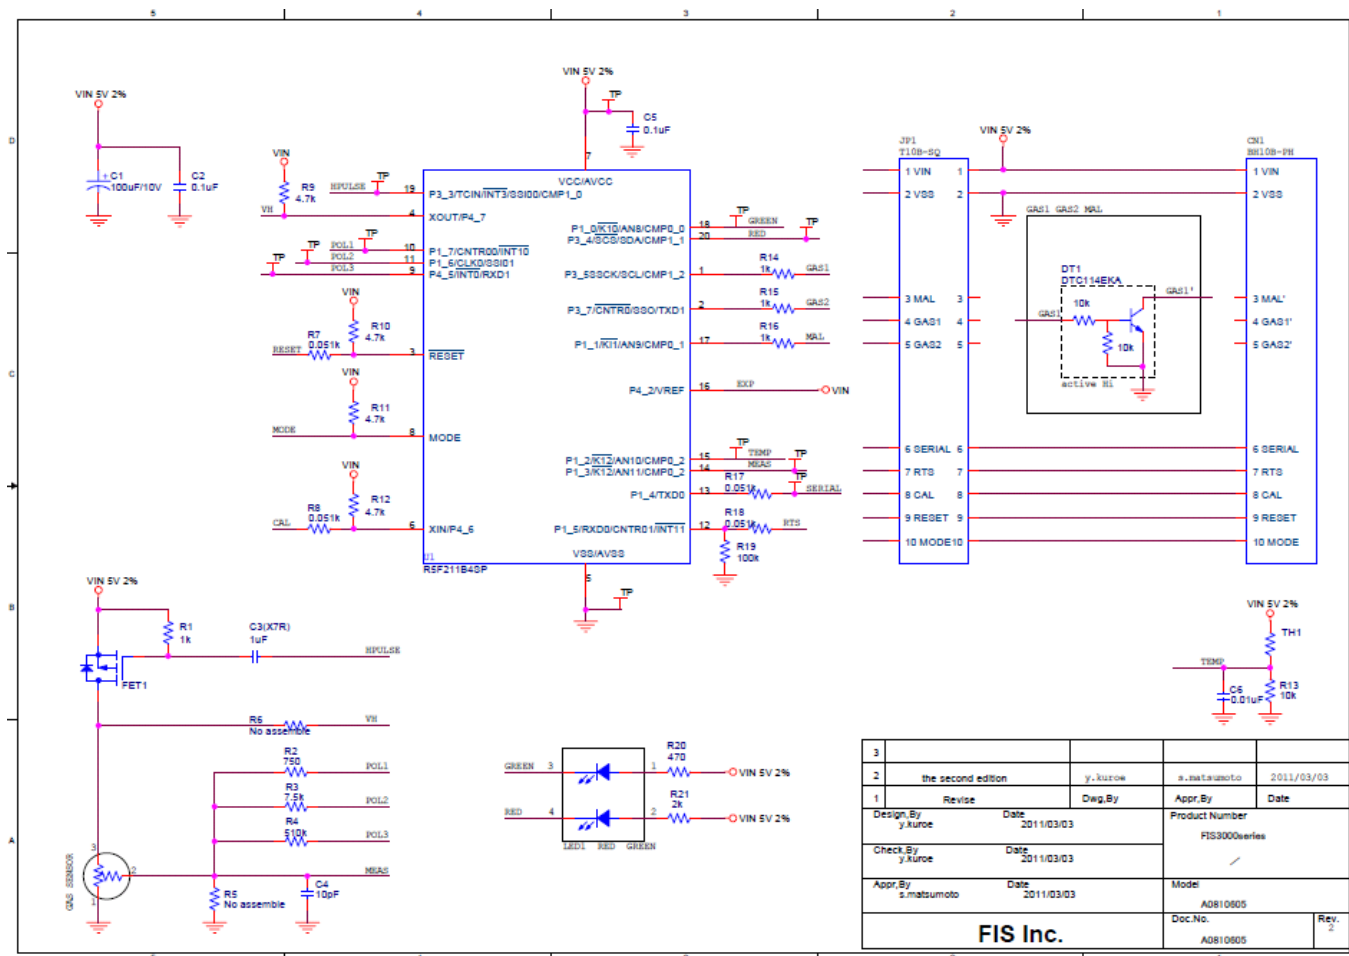 5 4 3 2 1
D
C
B
A
VIN 5V 2%
C1
100uF/10V
C2
0.1uF
VIN 5V 2%
TP
C5
0.1uF
7
VCC/AVCC
VIN
R9
4.7k
HPULSE
TP
19
P3_3/TCIN/INT3/SSI00/CMP1_0
VH
4
XOUT/P4_7
TP
POL1
10
P1_7/CNTR00/INT10
TP
POL2
11
P1_6/CLK0/SSI01
TP
POL3
9
P4_5/INT0/RXD1
VIN
R10
4.7k
R7
0.051k
RESET
3
RESET
VIN
R11
4.7k
MODE
8
MODE
VIN
R12
4.7k
R8
0.051k
CAL
6
XIN/P4_6
U1
R5F211B4SP
P1_0/K10/AN8/CMP0_0
18
TP
GREEN
P3_4/SCS/SDA/CMP1_1
20
RED
TP
P3_5SSCK/SCL/CMP1_2
1
R14
1k
GAS1
P3_7/CNTR0/SSO/TXD1
2
R15
1k
GAS2
P1_1/KI1/AN9/CMP0_1
17
R16
1k
MAL
P4_2/VREF
16
EXP
VIN
P1_2/K12/AN10/CMP0_2
15
TP
TEMP
P1_3/K12/AN11/CMP0_2
14
MEAS
TP
P1_4/TXD0
13
R17
0.051k
TP
SERIAL
P1_5/RXD0/CNTR01/INT11
12
R18
0.051k
RTS
R19
100k
VSS/AVSS
5
TP
JP1
T10B-SQ
1 VIN 1
2 VSS 2
3 MAL 3
4 GAS1 4
5 GAS2 5
6 SERIAL 6
7 RTS 7
8 CAL 8
9 RESET 9
10 MODE10
VIN 5V 2%
GAS1 GAS2 MAL
DT1
DTC114EKA
GAS1
10k
10k
GAS1'
active Hi
CN1
BH10B-PH
1 VIN
2 VSS
3 MAL'
4 GAS1'
5 GAS2'
6 SERIAL
7 RTS
8 CAL
9 RESET
10 MODE
VIN 5V 2%
R1
1k
C3(X7R)
1uF
HPULSE
FET1
R6
No assemble
VH
R2
750
POL1
R3
7.5k
POL2
R4
510k
POL3
GAS SENSOR
3
2
1
MEAS
R5
No assemble
C4
10pF
GREEN 3
1
R20
470
VIN 5V 2%
RED 4
2
R21
2k
VIN 5V 2%
LED1 RED GREEN
VIN 5V 2%
TH1
TEMP
C6
0.01uF
R13
10k
3
2 the second edition y.kuroe s.matsumoto 2011/03/03
1 Revise Dwg,By Appr,By Date
Design,By Date
y.kuroe 2011/03/03
Product Number
FIS3000series
/
Check,By Date
y.kuroe 2011/03/03
Appr,By Date
s.matsumoto 2011/03/03
Model
A0810605
FIS Inc.
Doc.No.
A0810605
Rev.
2